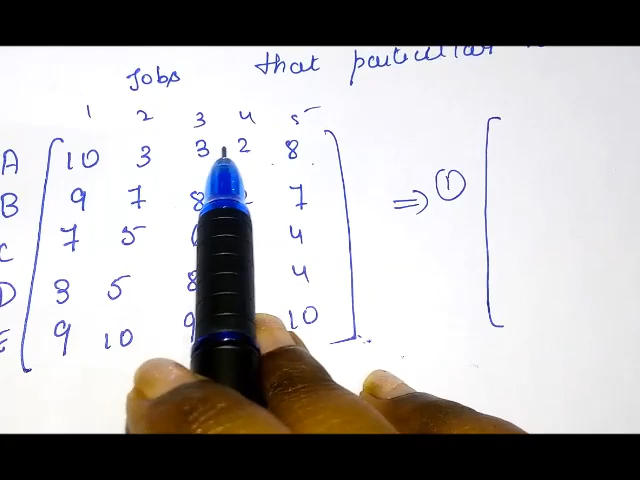 Jobs that particular
1 2 3 4 5
A 10 3 3 2 8
B 9 7 8 7
C 7 5 4
D 3 5 8 4
E 9 10 9 10
⇒ ①